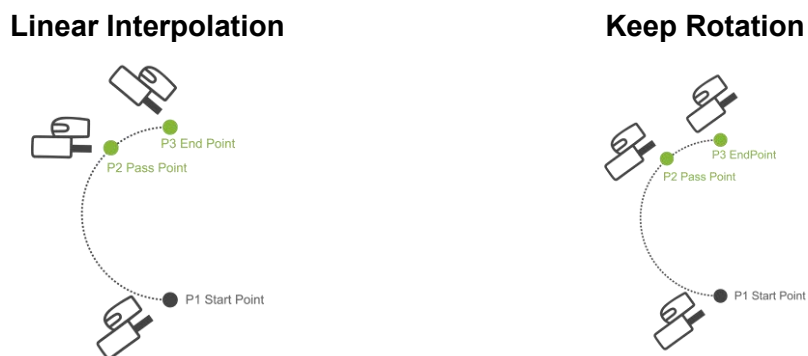 Linear Interpolation
Keep Rotation
P3 End Point
P2 Pass Point
P1 Start Point
P3 EndPoint
P2 Pass Point
P1 Start Point